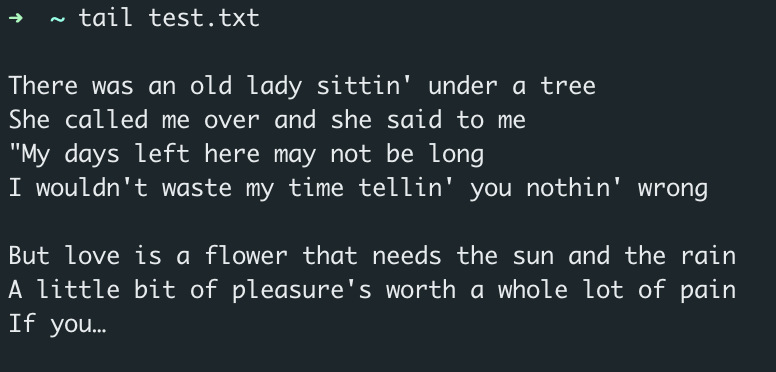 ➜ ~ tail test.txt

There was an old lady sittin' under a tree
She called me over and she said to me
"My days left here may not be long
I wouldn't waste my time tellin' you nothin' wrong

But love is a flower that needs the sun and the rain
A little bit of pleasure's worth a whole lot of pain
If you…